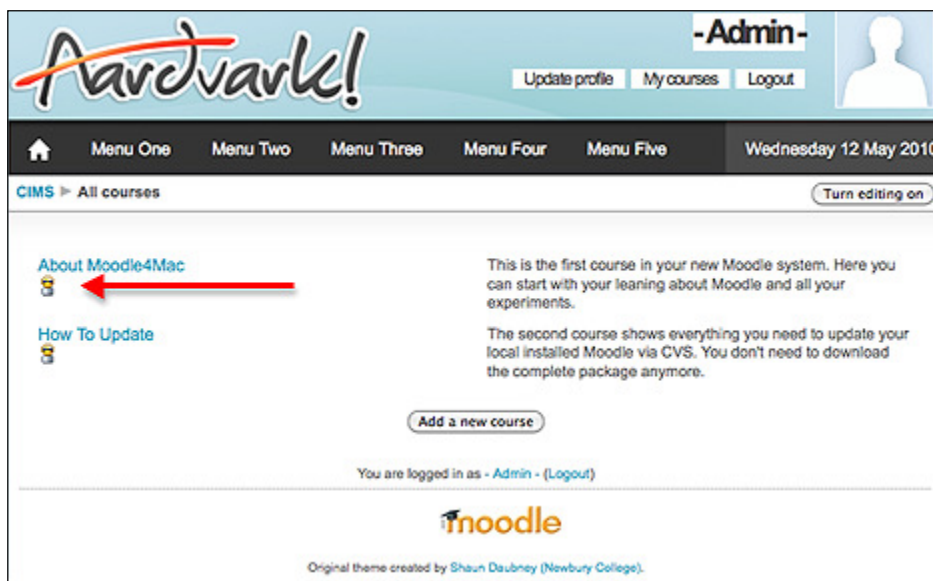 Aardvark!
-Admin-
Update profile My courses Logout
Menu One Menu Two Menu Three Menu Four Menu Five Wednesday 12 May 2010
CIMS ► All courses Turn editing on
About Moodle4Mac
This is the first course in your new Moodle system. Here you
can start with your leaning about Moodle and all your
experiments.
How To Update
The second course shows everything you need to update your
local installed Moodle via CVS. You don't need to download
the complete package anymore.
Add a new course
You are logged in as - Admin - (Logout)
moodle
Original theme created by Shaun Daubney (Newbury College).